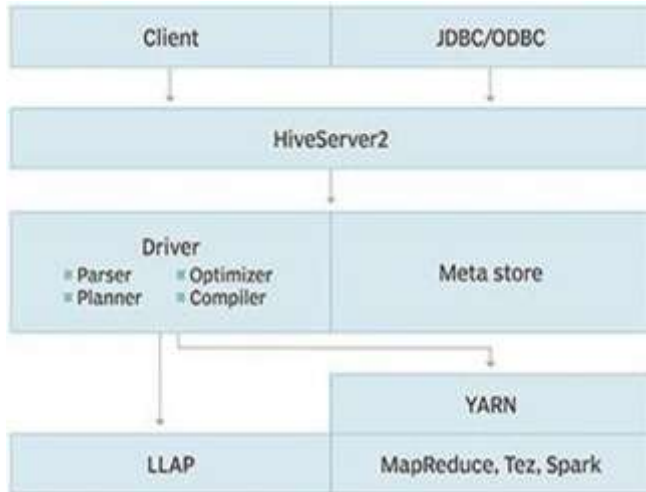 Client
JDBC/ODBC
HiveServer2
Driver
Parser
Optimizer
Planner
Compiler
Meta store
YARN
LLAP
MapReduce, Tez, Spark